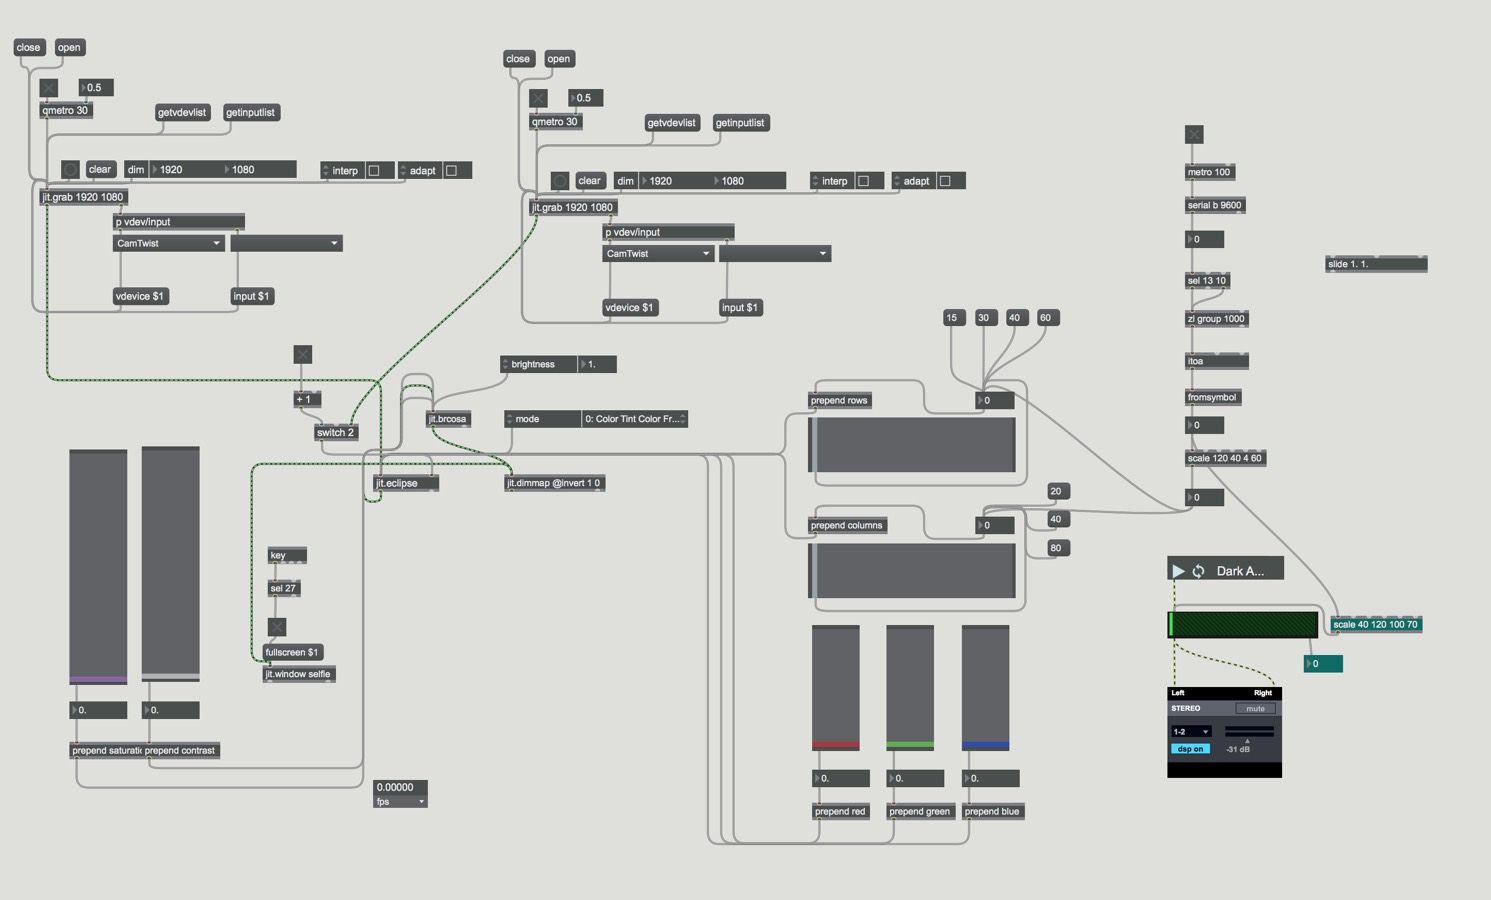 close
open
0.5
qmetro 30
getvdevlist
getinputlist
clear
dim
1920
1080
interp
adapt
jit.grab 1920 1080
p vdev/input
CamTwist
vdevice $1
input $1
close
open
0.5
qmetro 30
getvdevlist
getinputlist
clear
dim
1920
1080
interp
adapt
jit.grab 1920 1080
p vdev/input
CamTwist
vdevice $1
input $1
+ 1
switch 2
brightness
1.
jit.brcosa
mode
0: Color Tint Color Fr...
jit.eclipse
jit.dimmap @invert 1 0
key
sel 27
fullscreen $1
jit.window selfie
0.
0.
prepend saturatic
prepend contrast
0.00000
fps
15
30
40
60
prepend rows
0
20
40
80
prepend columns
0
0.
0.
0.
prepend red
prepend green
prepend blue
metro 100
serial b 9600
0
sel 13 10
zl group 1000
itoa
fromsymbol
0
scale 120 40 4 60
0
slide 1. 1.
Dark A...
scale 40 120 100 70
0
Left
Right
STEREO
mute
1-2
dsp on
-31 dB